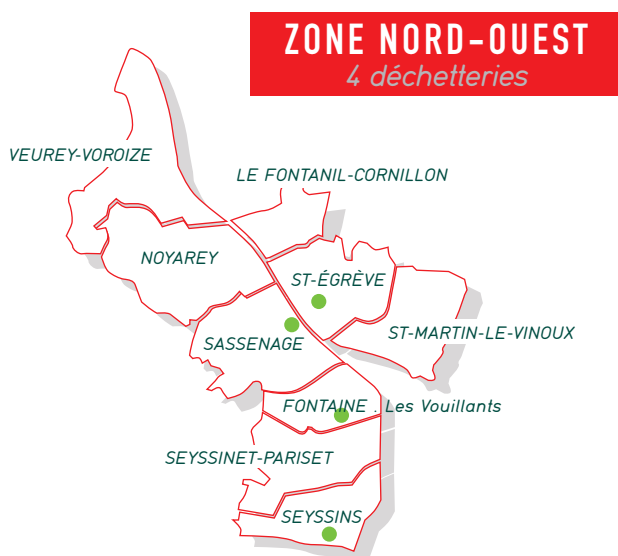 ZONE NORD-OUEST
4 déchetteries
VEUREY-VOROIZE
LE FONTANIL-CORNILLON
NOYAREY
ST-ÉGRÈVE
ST-MARTIN-LE-VINOUX
SASSENAGE
FONTAINE . Les Vouillants
SEYSSINET-PARISET
SEYSSINS